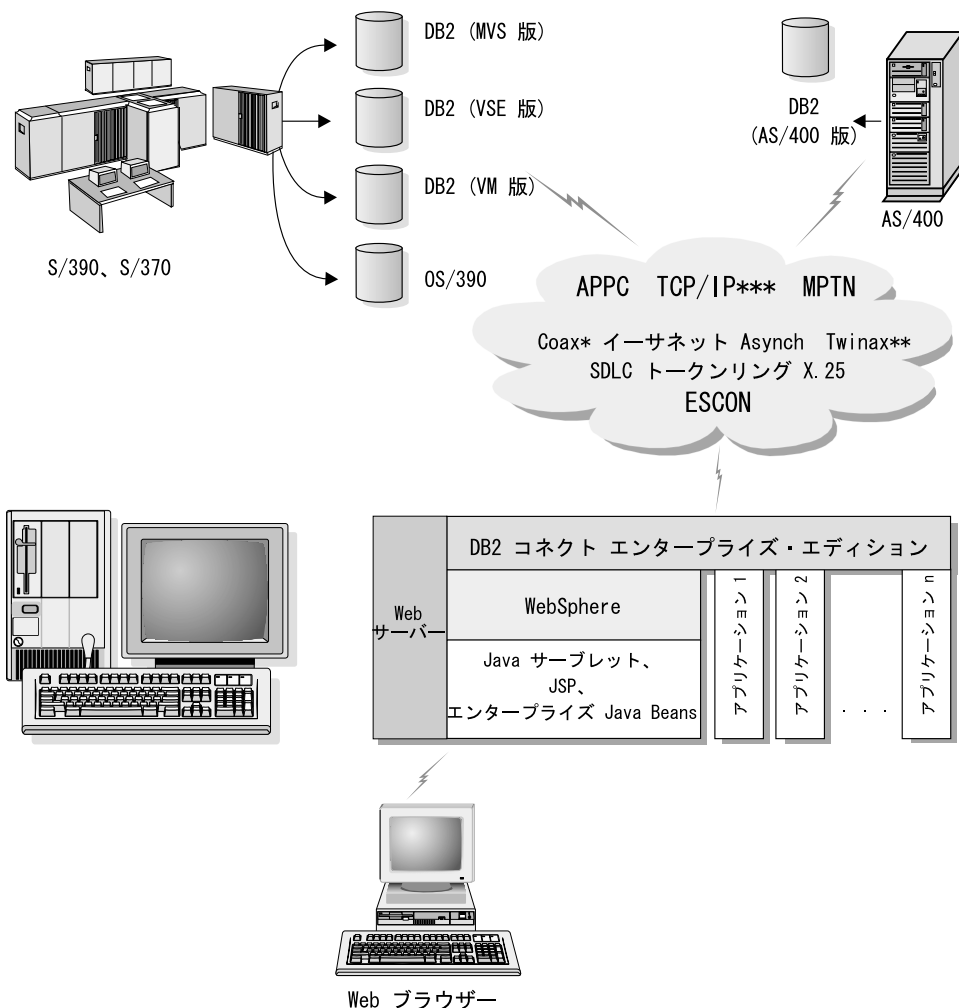 DB2 (MVS 版)
DB2 (VSE 版)
DB2 (VM 版)
OS/390
S/390、S/370
DB2
(AS/400 版)
AS/400
APPC TCP/IP*** MPTN
Coax* イーサネット Asynch Twinax**
SDLC トークンリング X.25
ESCON
DB2 コネクト エンタープライズ・エディション
Web
サーバー
WebSphere
Java サーブレット、
JSP、
エンタープライズ Java Beans
アプリケーション 1
アプリケーション 2
. . .
アプリケーション n
Web ブラウザー